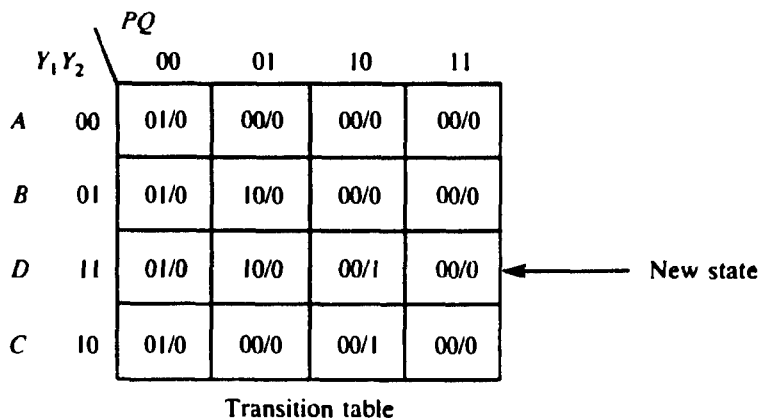 PQ
Y₁Y₂ 00 01 10 11
A 00 01/0 00/0 00/0 00/0
B 01 01/0 10/0 00/0 00/0
D 11 01/0 10/0 00/1 00/0 New state
C 10 01/0 00/0 00/1 00/0
Transition table